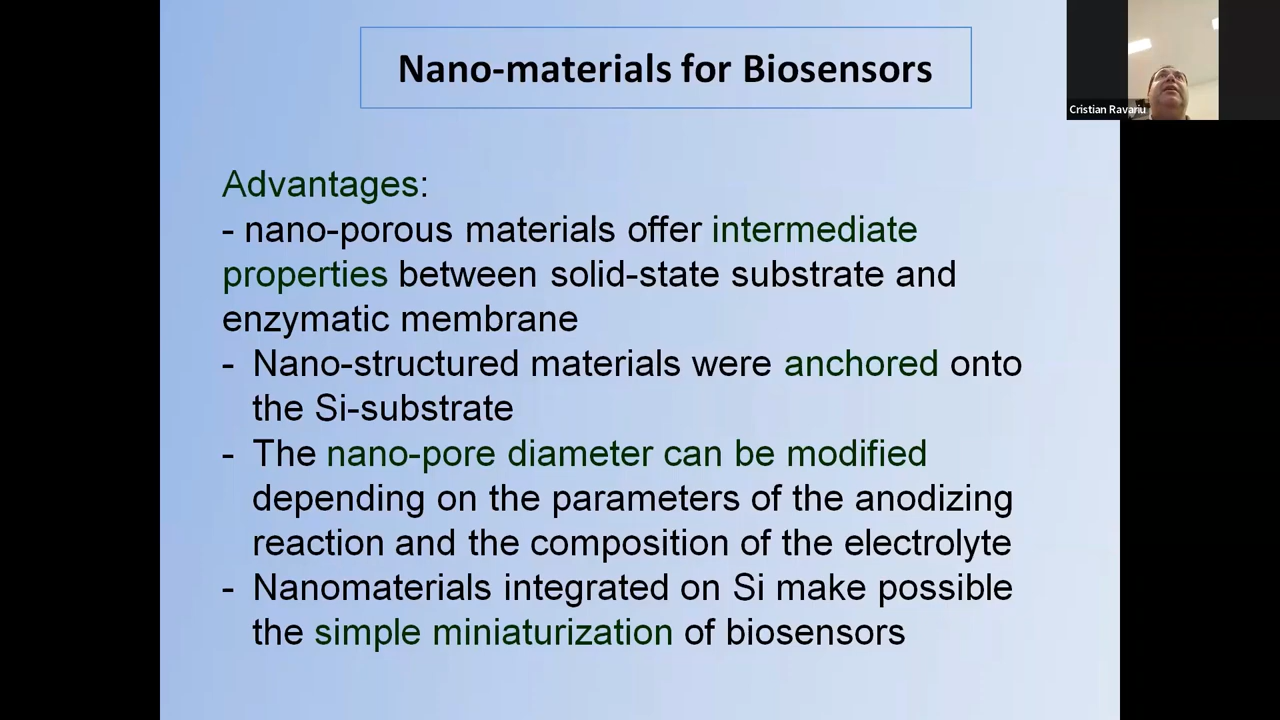 Nano-materials for Biosensors
Cristian Ravariu
Advantages:
- nano-porous materials offer intermediate
properties between solid-state substrate and
enzymatic membrane
- Nano-structured materials were anchored onto
the Si-substrate
- The nano-pore diameter can be modified
depending on the parameters of the anodizing
reaction and the composition of the electrolyte
- Nanomaterials integrated on Si make possible
the simple miniaturization of biosensors